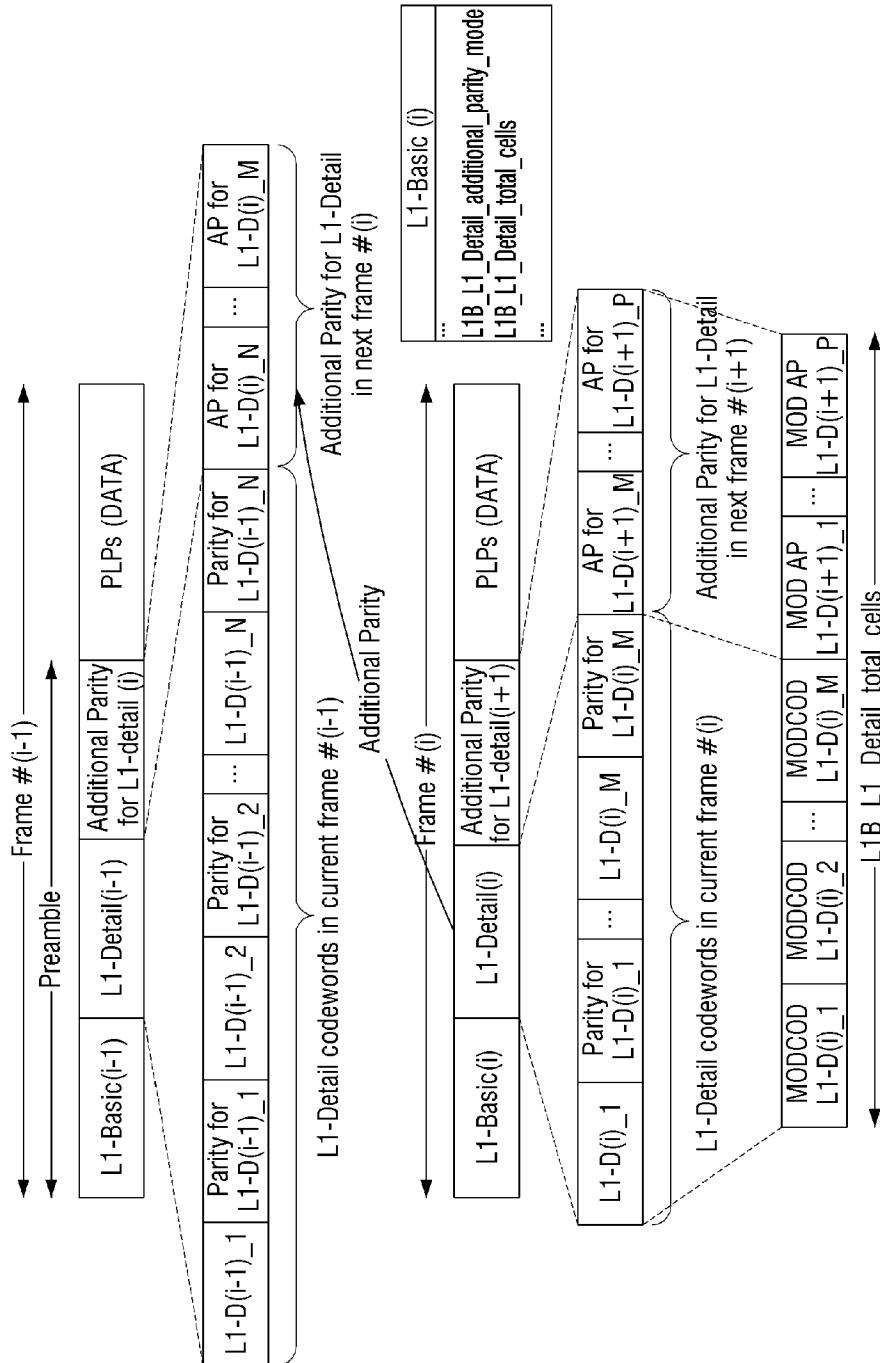 Frame #(i-1)
Preamble
L1-Basic(i-1)
L1-Detail(i-1)
Additional Parity
for L1-detail (i)
PLPs (DATA)
L1-D(i-1)_1
Parity for
L1-D(i-1)_1
L1-D(i-1)_2
Parity for
L1-D(i-1)_2
...
L1-D(i-1)_N
Parity for
L1-D(i-1)_N
AP for
L1-D(i)_N
...
AP for
L1-D(i)_M
L1-Detail codewords in current frame #(i-1)
Additional Parity for L1-Detail
in next frame #(i)
Additional Parity
Frame #(i)
L1-Basic(i)
L1-Detail(i)
Additional Parity
for L1-detail(i+1)
PLPs (DATA)
L1-Basic (i)
...
L1B_L1_Detail_additional_parity_mode
L1B_L1_Detail_total_cells
...
L1-D(i)_1
Parity for
L1-D(i)_1
...
L1-D(i)_M
Parity for
L1-D(i)_M
AP for
L1-D(i+1)_M
...
AP for
L1-D(i+1)_P
L1-Detail codewords in current frame #(i)
Additional Parity for L1-Detail
in next frame #(i+1)
MODCOD
L1-D(i)_1
MODCOD
L1-D(i)_2
...
MODCOD
L1-D(i)_M
MOD AP
L1-D(i+1)_1
...
MOD AP
L1-D(i+1)_P
L1B_L1_Detail_total_cells